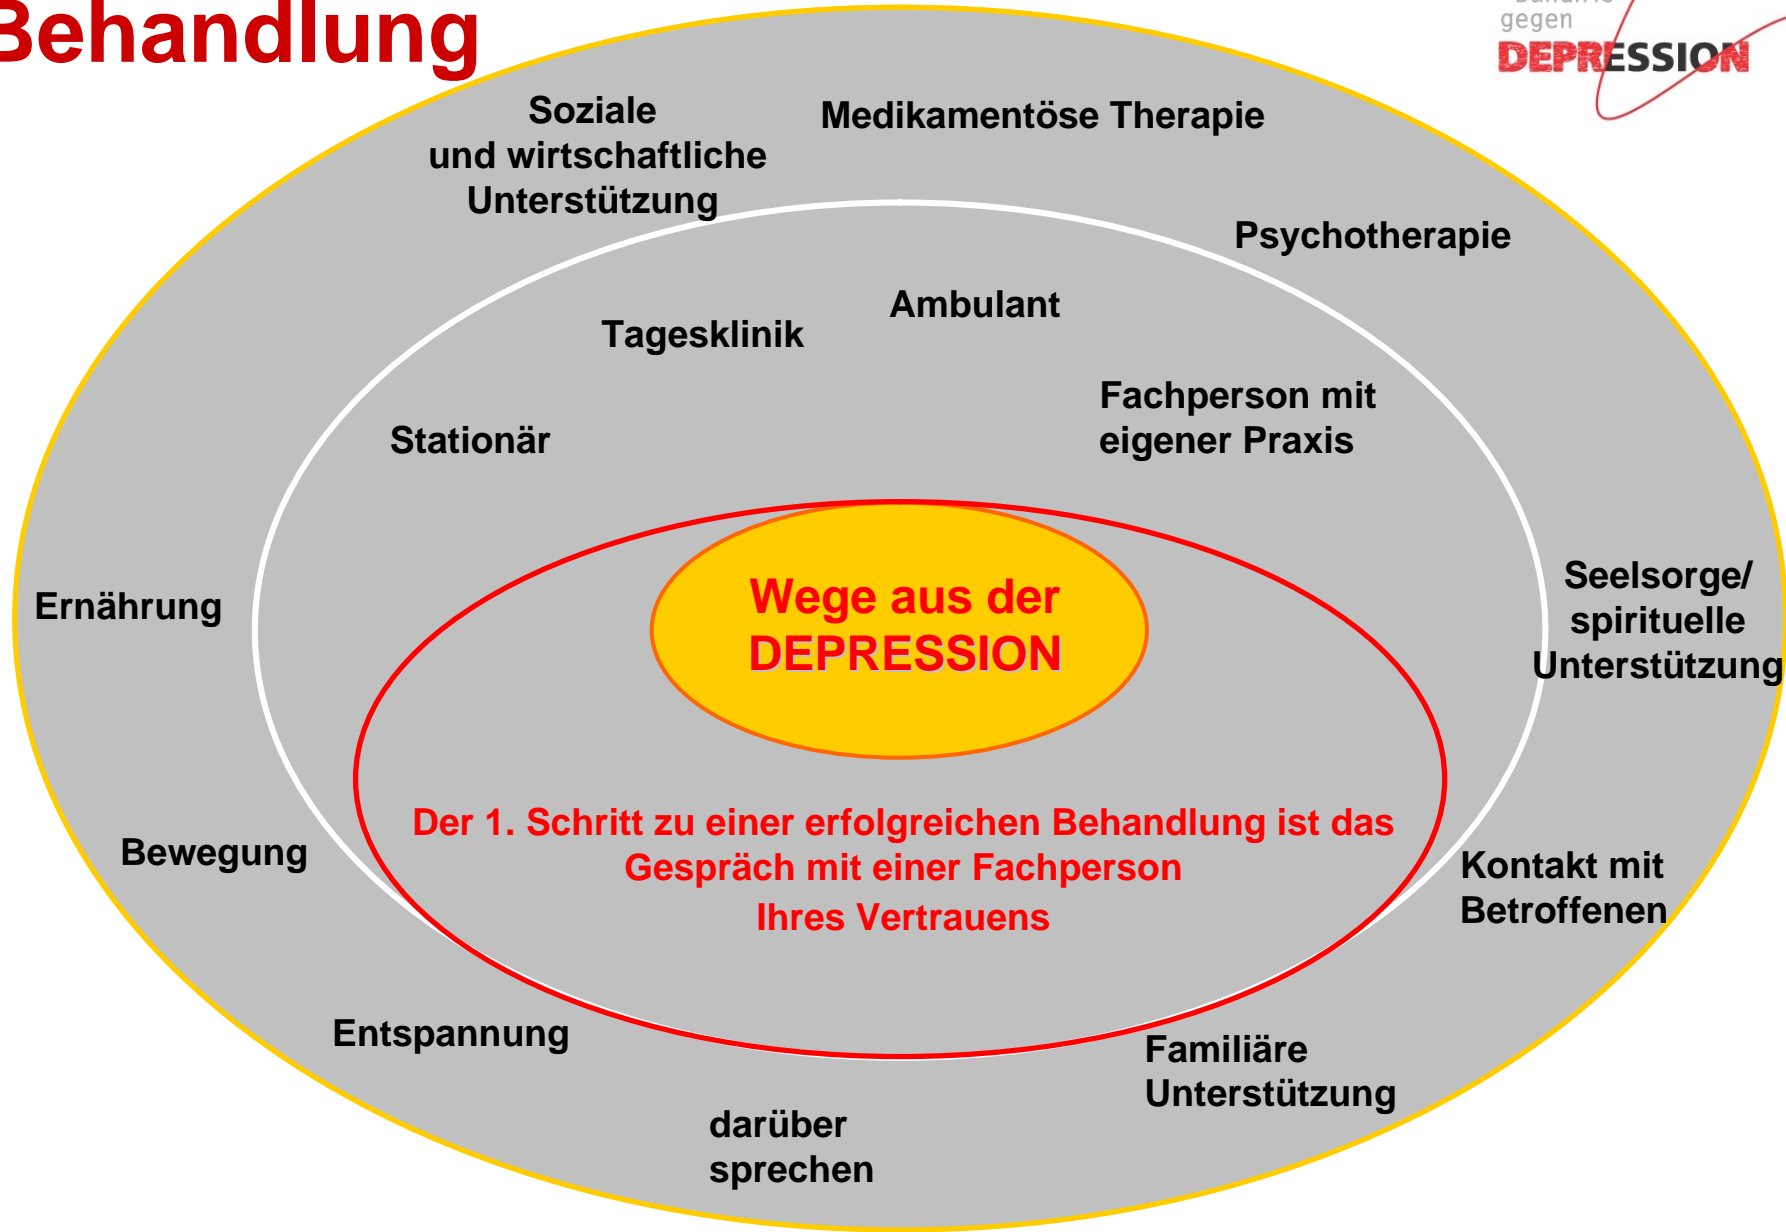 Behandlung
gegen
DEPRESSION
Soziale
und wirtschaftliche
Unterstützung
Medikamentöse Therapie
Psychotherapie
Ambulant
Tagesklinik
Fachperson mit
eigener Praxis
Stationär
Wege aus der
DEPRESSION
Seelsorge/
spirituelle
Unterstützung
Ernährung
Der 1. Schritt zu einer erfolgreichen Behandlung ist das
Gespräch mit einer Fachperson
Ihres Vertrauens
Bewegung
Kontakt mit
Betroffenen
Entspannung
Familiäre
Unterstützung
darüber
sprechen